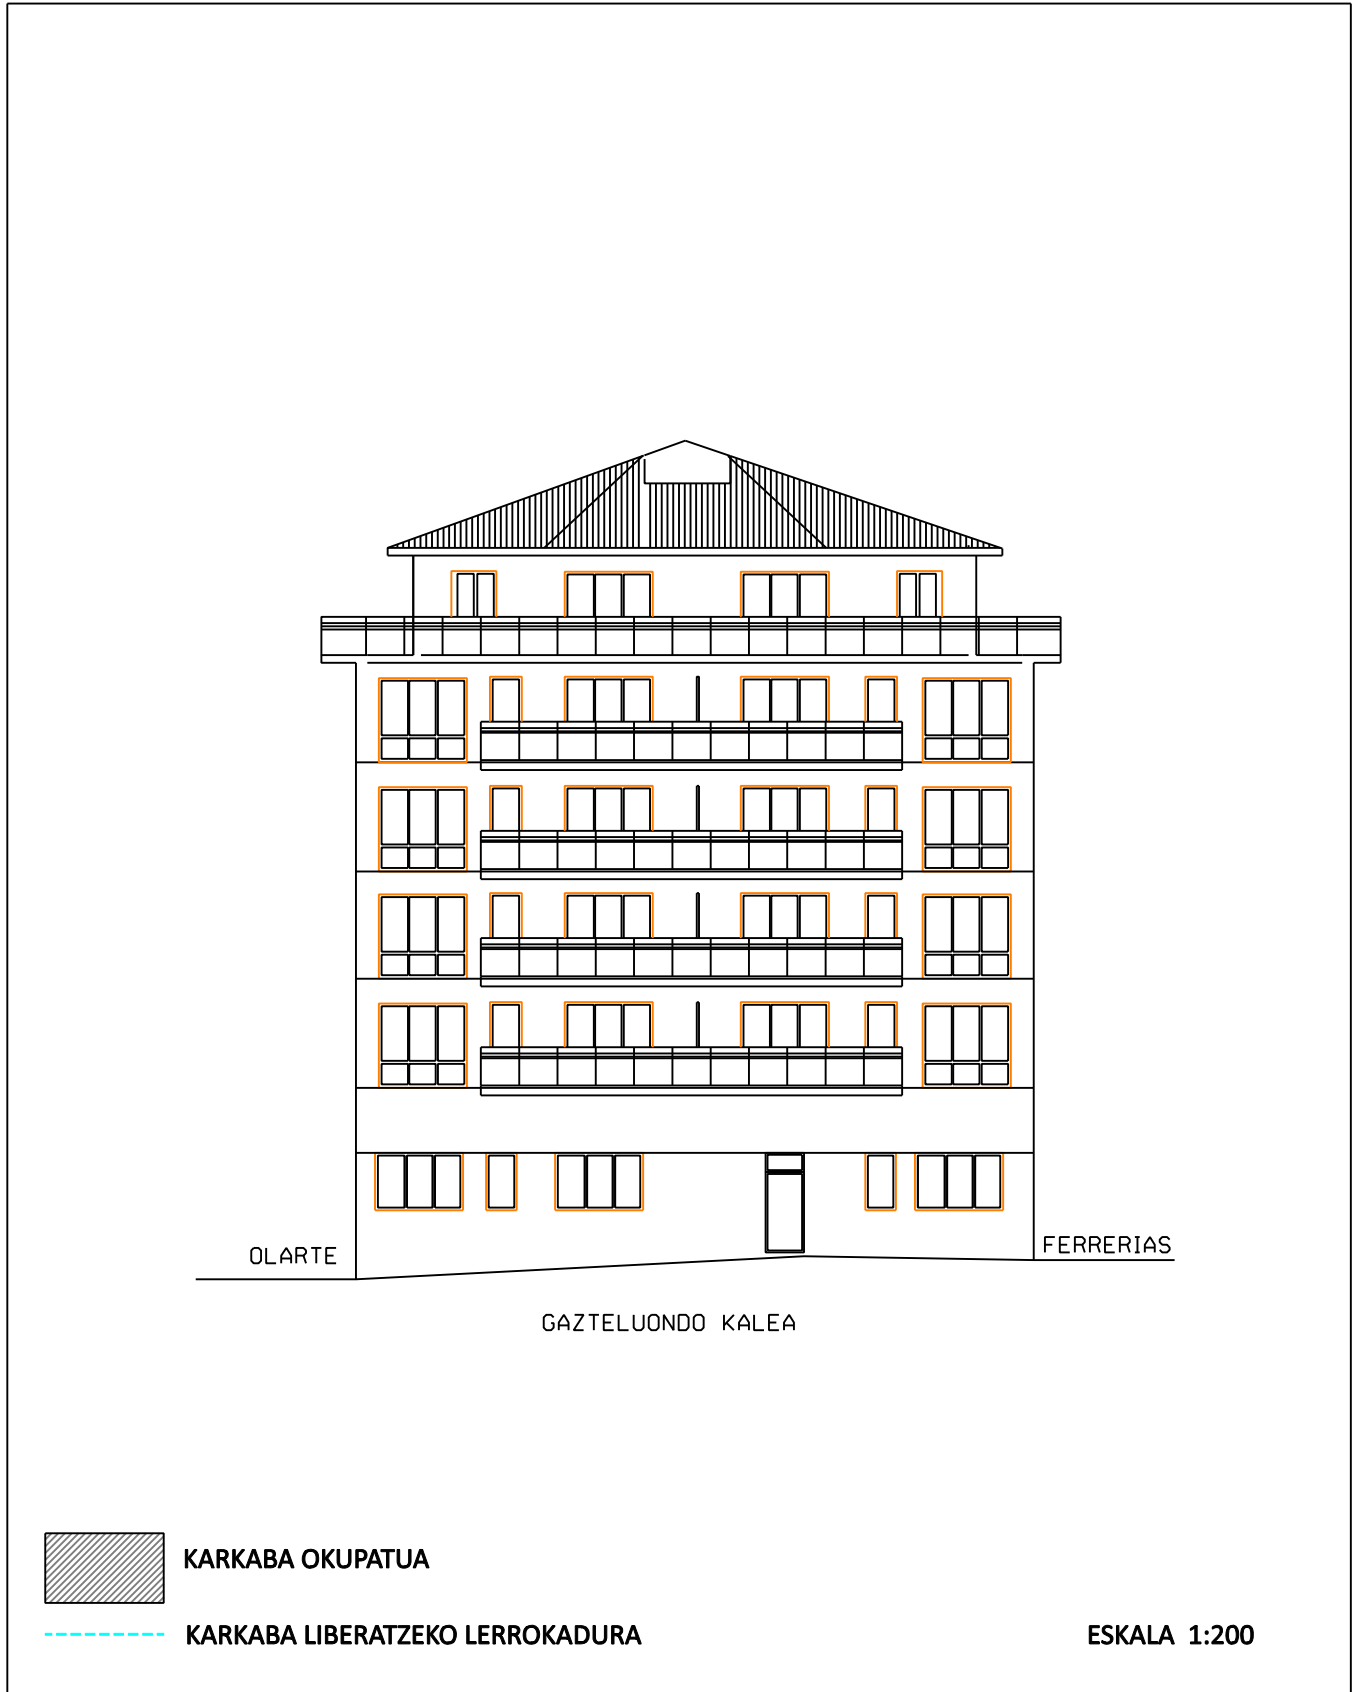 OLARTE
FERRERIAS
GAZTELUONDO KALEA
KARKABA OKUPATUA
KARKABA LIBERATZEKO LERROKADURA
ESKALA 1:200